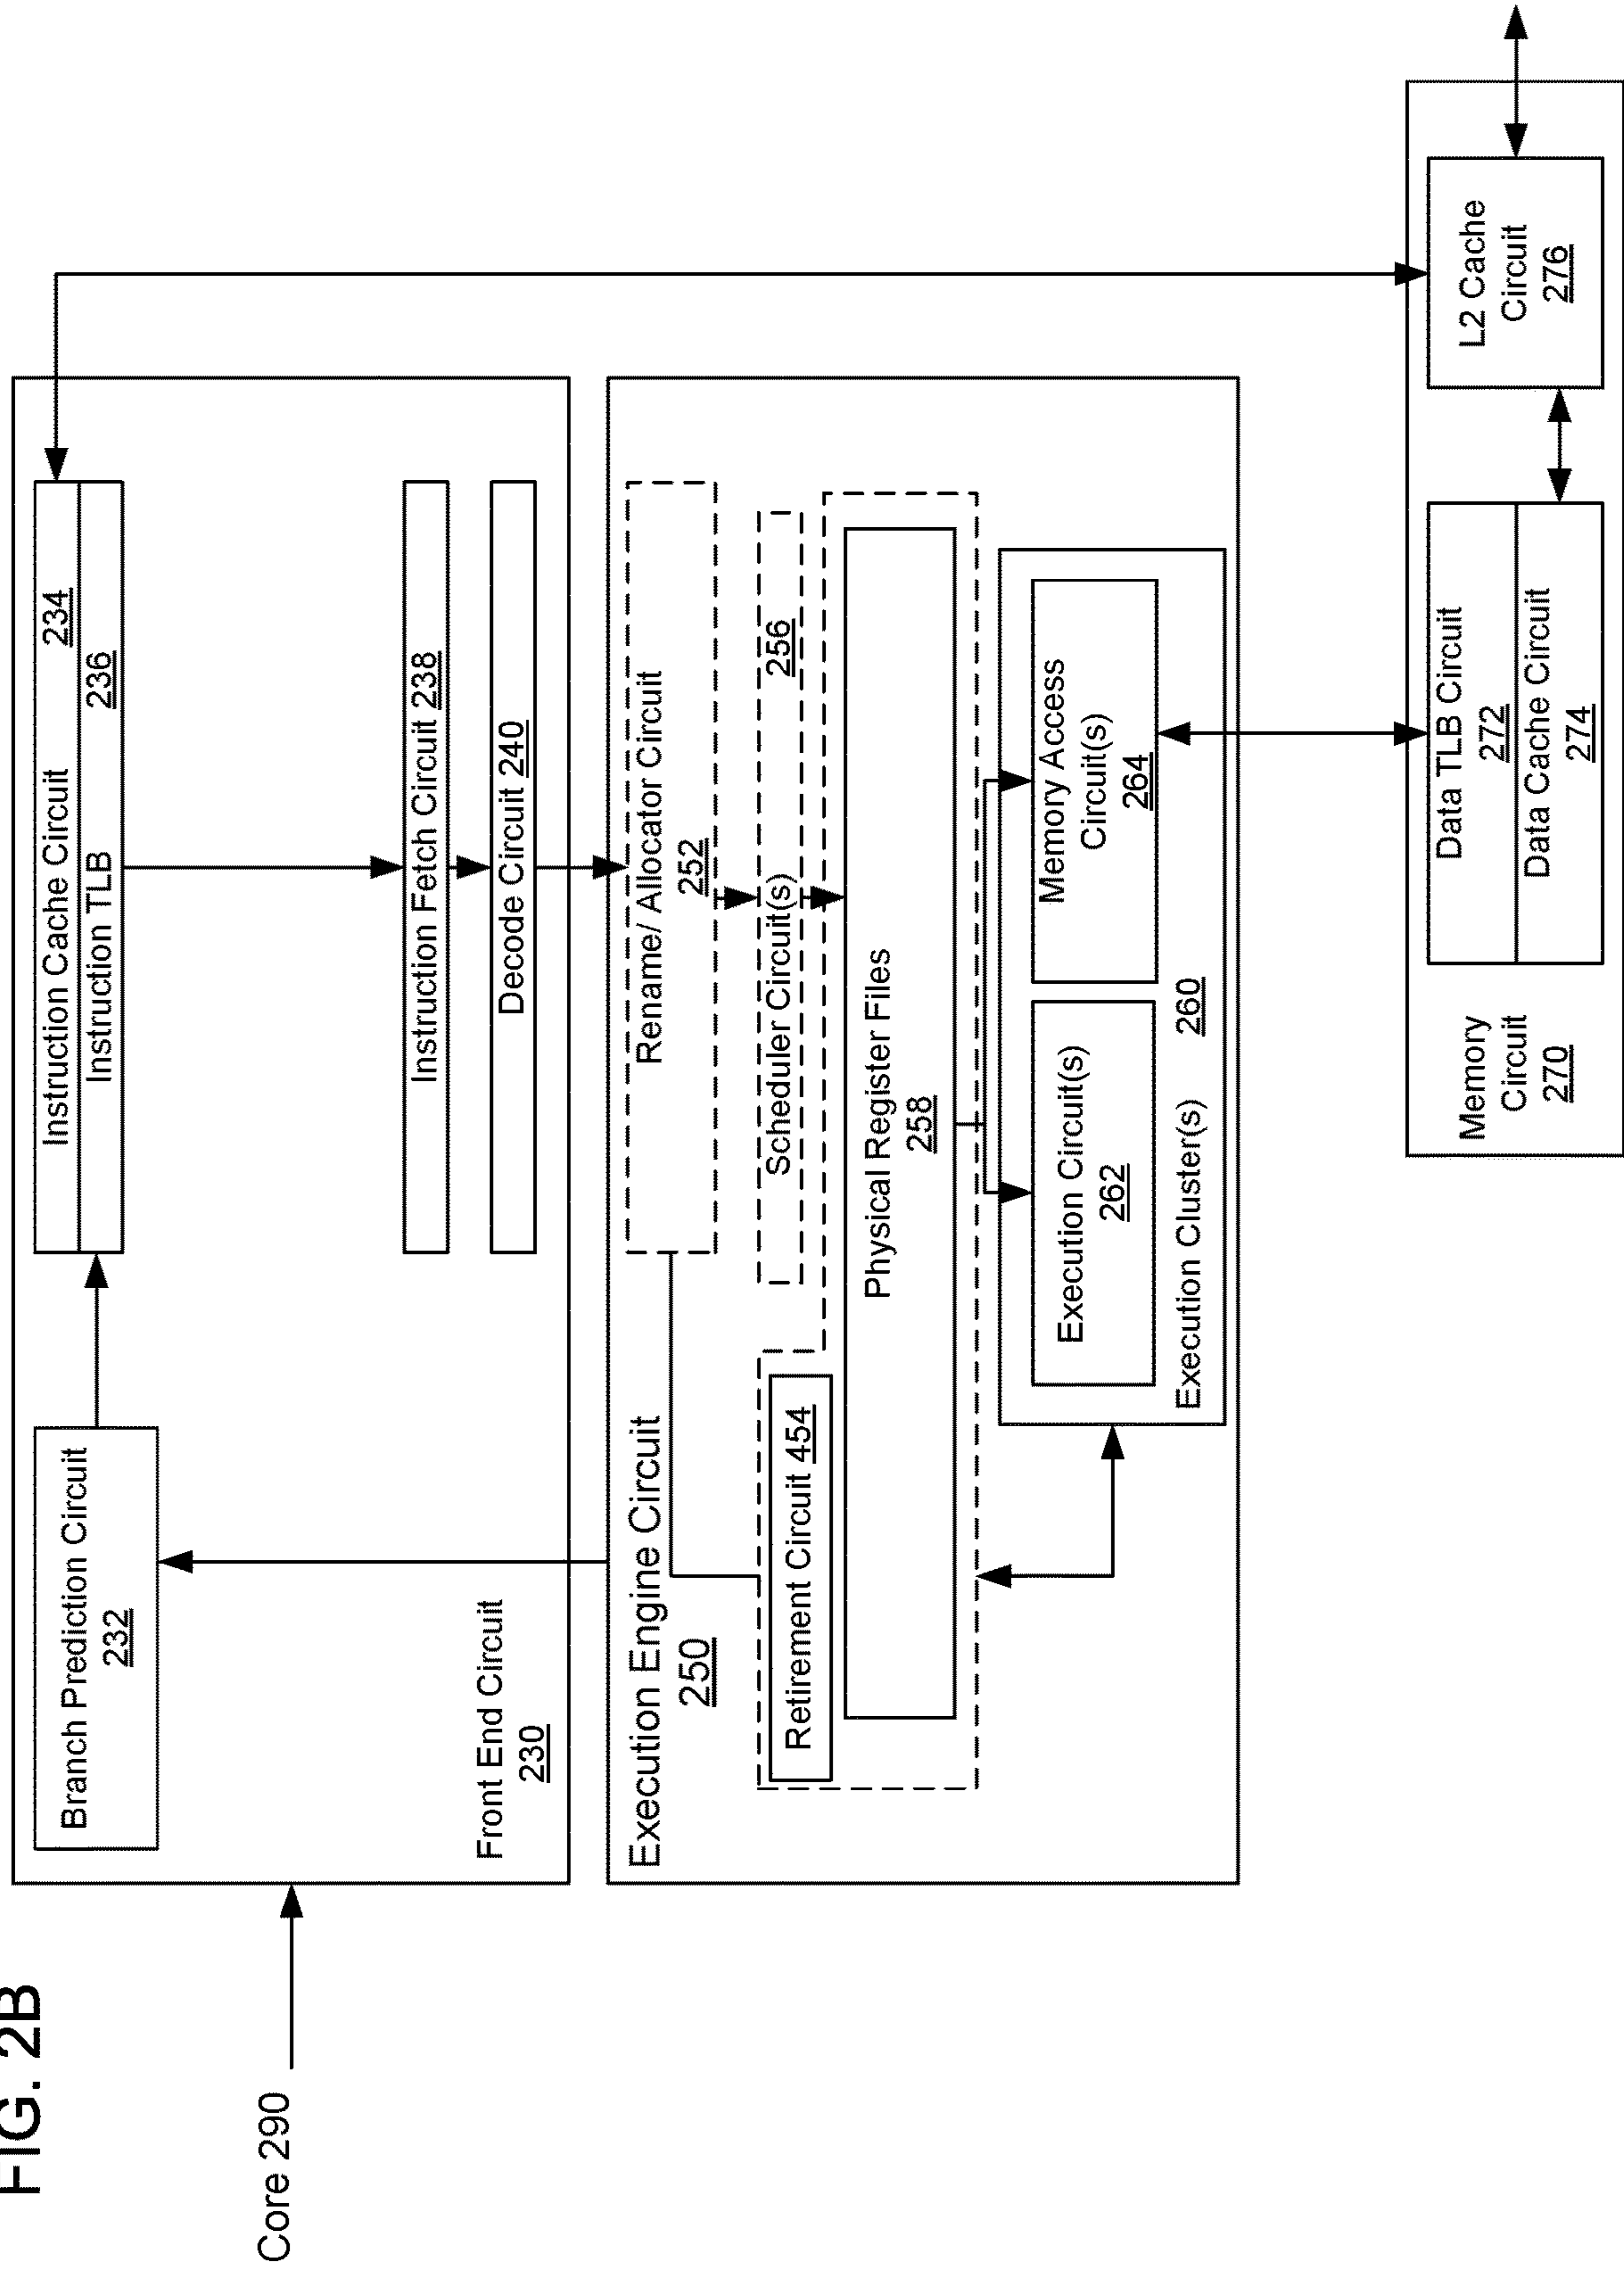 FIG. 2B
Core 290
Branch Prediction Circuit
232
Instruction Cache Circuit 234
Instruction TLB 236
Instruction Fetch Circuit 238
Decode Circuit 240
Front End Circuit
230
Execution Engine Circuit
250
Rename/ Allocator Circuit
252
Scheduler Circuit(s) 256
Retirement Circuit 454
Physical Register Files
258
Execution Circuit(s)
262
Memory Access
Circuit(s)
264
Execution Cluster(s) 260
Memory
Circuit
270
Data TLB Circuit
272
Data Cache Circuit
274
L2 Cache
Circuit
276